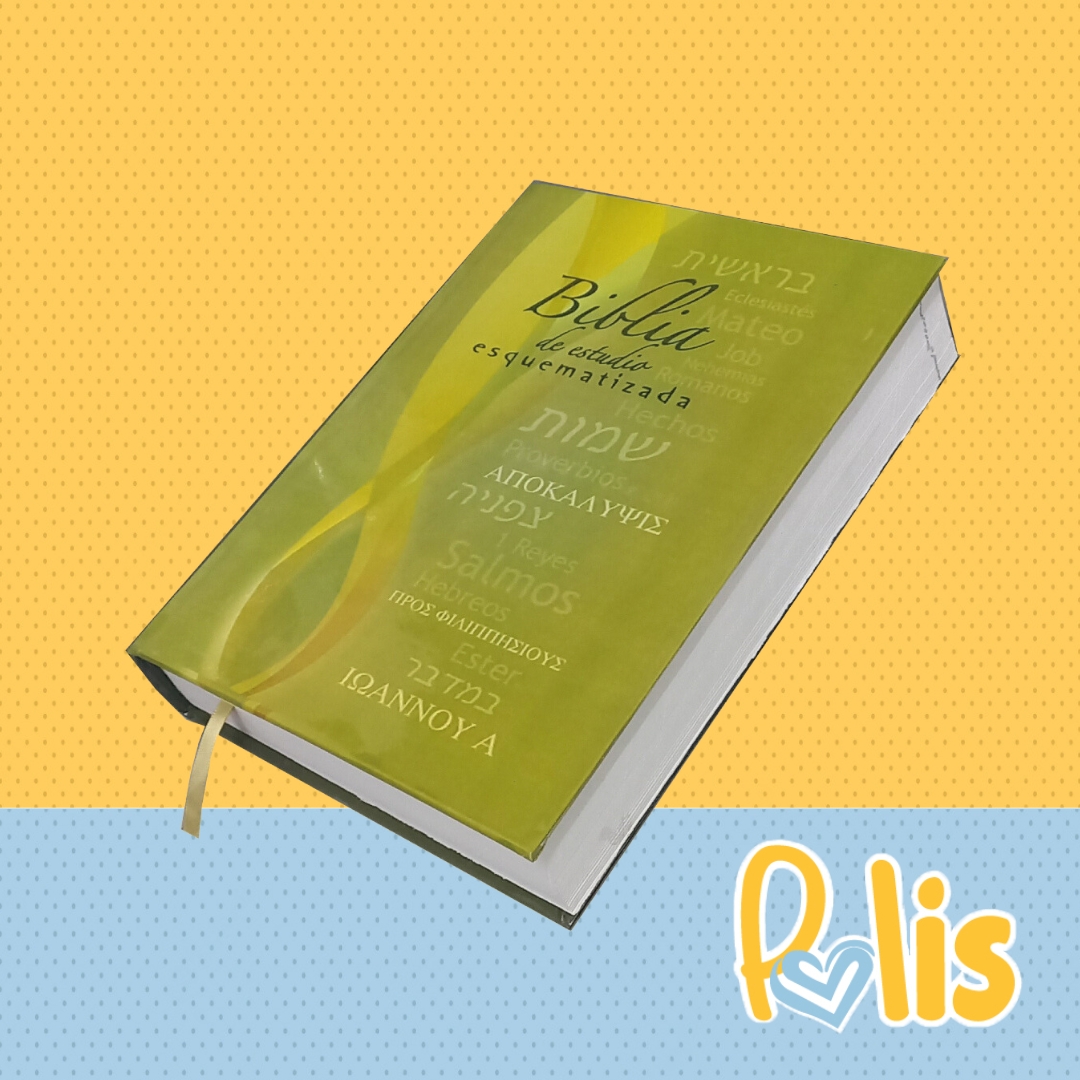 בראשית
Eclesiastés
Mateo
Biblia
Job
de estudio
Nehemías
esquematizada
Romanos
Hechos
שמות
Proverbios
ΑΠΟΚΑΛΥΨΙΣ
צפניה
1 Reyes
Salmos
Hebreos
ΠΡΟΣ ΦΙΛΙΠΠΗΣΙΟΥΣ
Ester
במדבר
ΙΩΑΝΝΟΥ Α
Polis